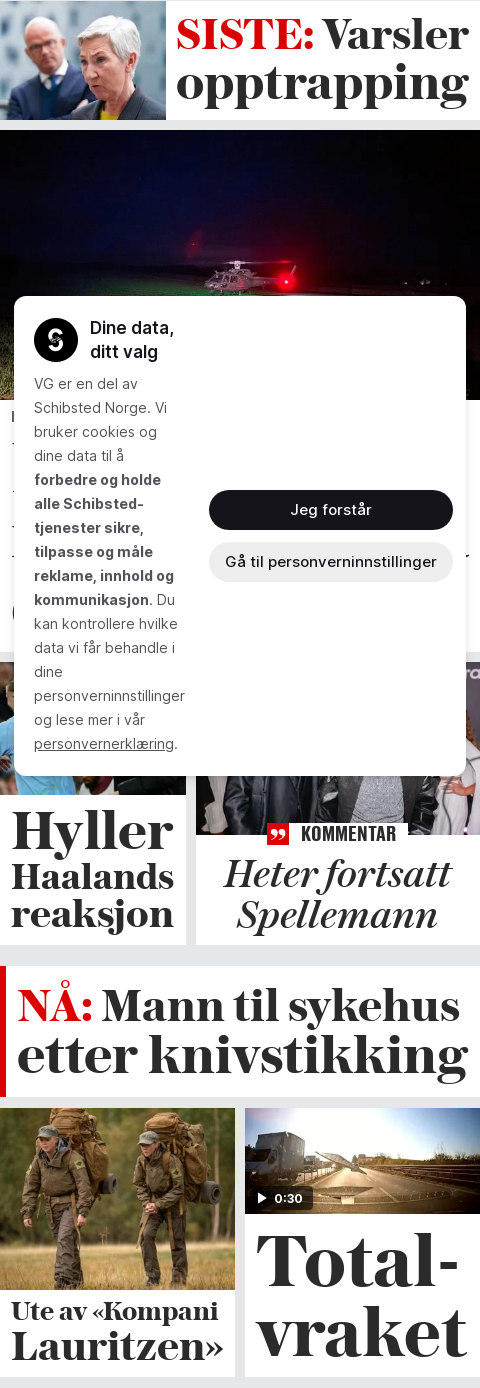 SISTE: Varsler
opptrapping
Dine data,
ditt valg
VG er en del av
Schibsted Norge. Vi
bruker cookies og
dine data til å
forbedre og holde
alle Schibsted-
tjenester sikre,
tilpasse og måle
reklame, innhold og
kommunikasjon. Du
kan kontrollere hvilke
data vi får behandle i
dine
personverninnstillinger
og lese mer i vår
personvernerklæring.
Jeg forstår
Gå til personverninnstillinger
Hyller
Haalands
reaksjon
KOMMENTAR
Heter fortsatt
Spellemann
NÅ: Mann til sykehus
etter knivstikking
Ute av «Kompani
Lauritzen»
0:30
Total-
vraket